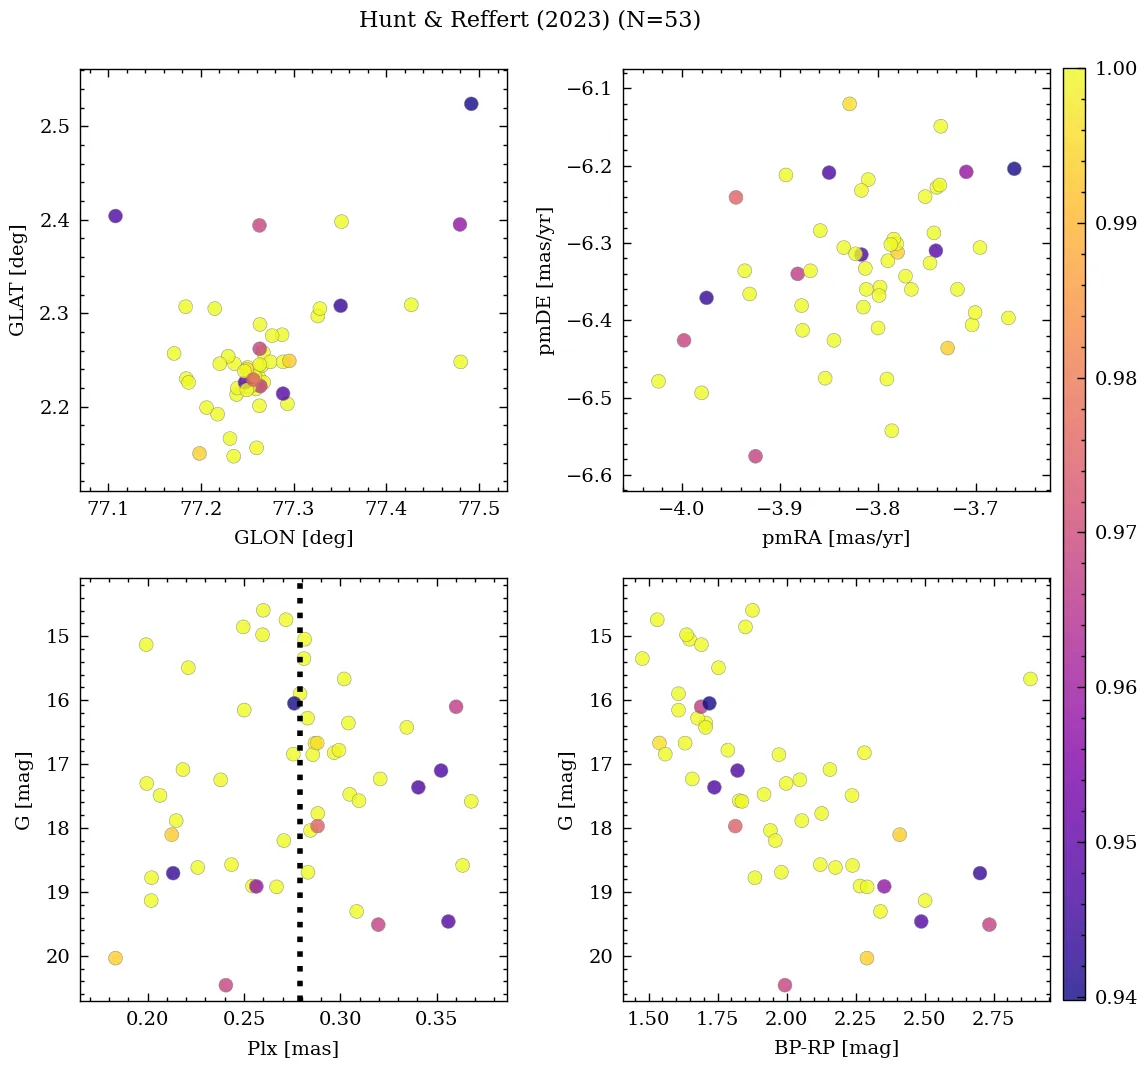 Hunt & Reffert (2023) (N=53)
2.5
2.4
2.3
2.2
GLAT [deg]
77.1 77.2 77.3 77.4 77.5
GLON [deg]
−6.1
−6.2
−6.3
−6.4
−6.5
−6.6
pmDE [mas/yr]
−4.0 −3.9 −3.8 −3.7
pmRA [mas/yr]
15
16
17
18
19
20
G [mag]
0.20 0.25 0.30 0.35
Plx [mas]
15
16
17
18
19
20
G [mag]
1.50 1.75 2.00 2.25 2.50 2.75
BP-RP [mag]
1.00
0.99
0.98
0.97
0.96
0.95
0.94